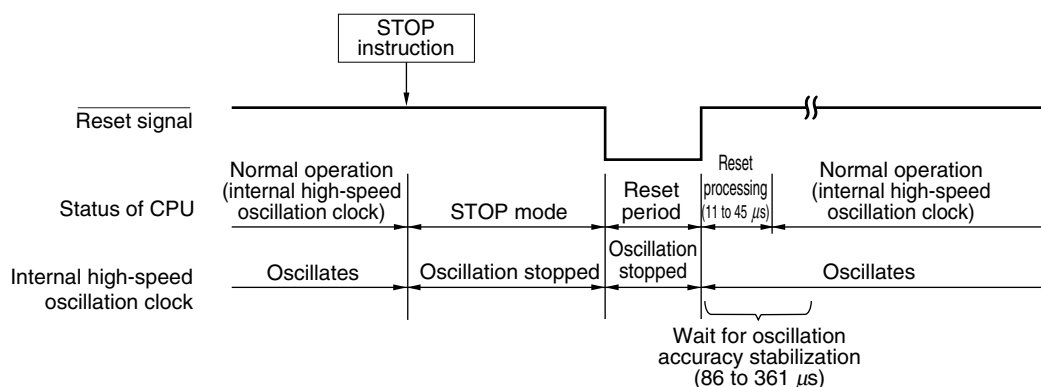 STOP
instruction
Reset signal
Normal operation
(internal high-speed
oscillation clock)
Status of CPU
STOP mode
Reset
period
Reset
processing
(11 to 45 μs)
Normal operation
(internal high-speed
oscillation clock)
Internal high-speed
oscillation clock
Oscillates
Oscillation stopped
Oscillation
stopped
Oscillates
Wait for oscillation
accuracy stabilization
(86 to 361 μs)